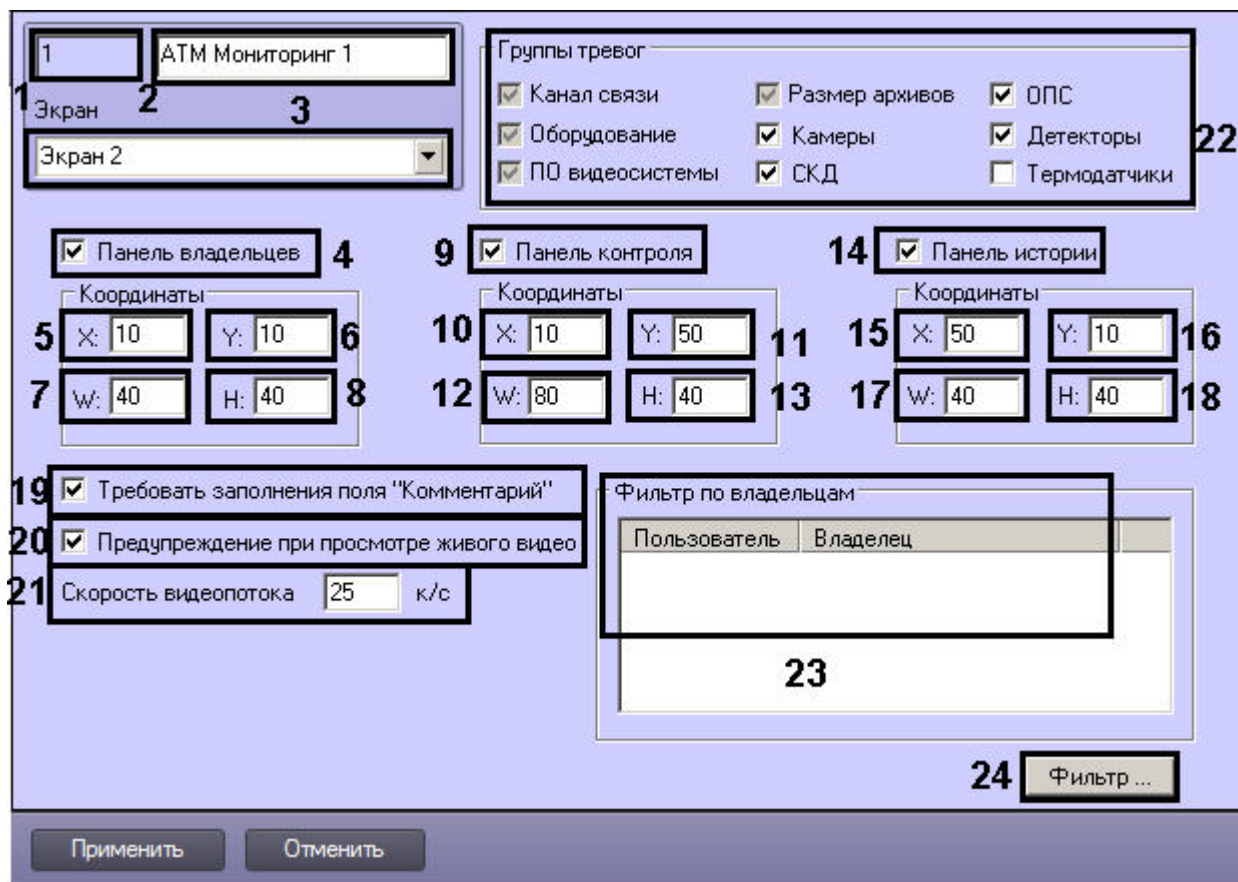 1 АТМ Мониторинг 1
1 2 3
Экран
Экран 2
Группы тревог
Канал связи Размер архивов ОПС
Оборудование Камеры Детекторы 22
ПО видеосистемы СКД Термодатчики
Панель владельцев 4 9 Панель контроля 14 Панель истории
Координаты Координаты Координаты
5 X: 10 Y: 10 6 10 X: 10 Y: 50 11 15 X: 50 Y: 10 16
7 W: 40 H: 40 8 12 W: 80 H: 40 13 17 W: 40 H: 40 18
19 Требовать заполнения поля "Комментарий"
20 Предупреждение при просмотре живого видео
21 Скорость видеопотока 25 к/с
Фильтр по владельцам
Пользователь Владелец
23
24 Фильтр ...
Применить Отменить